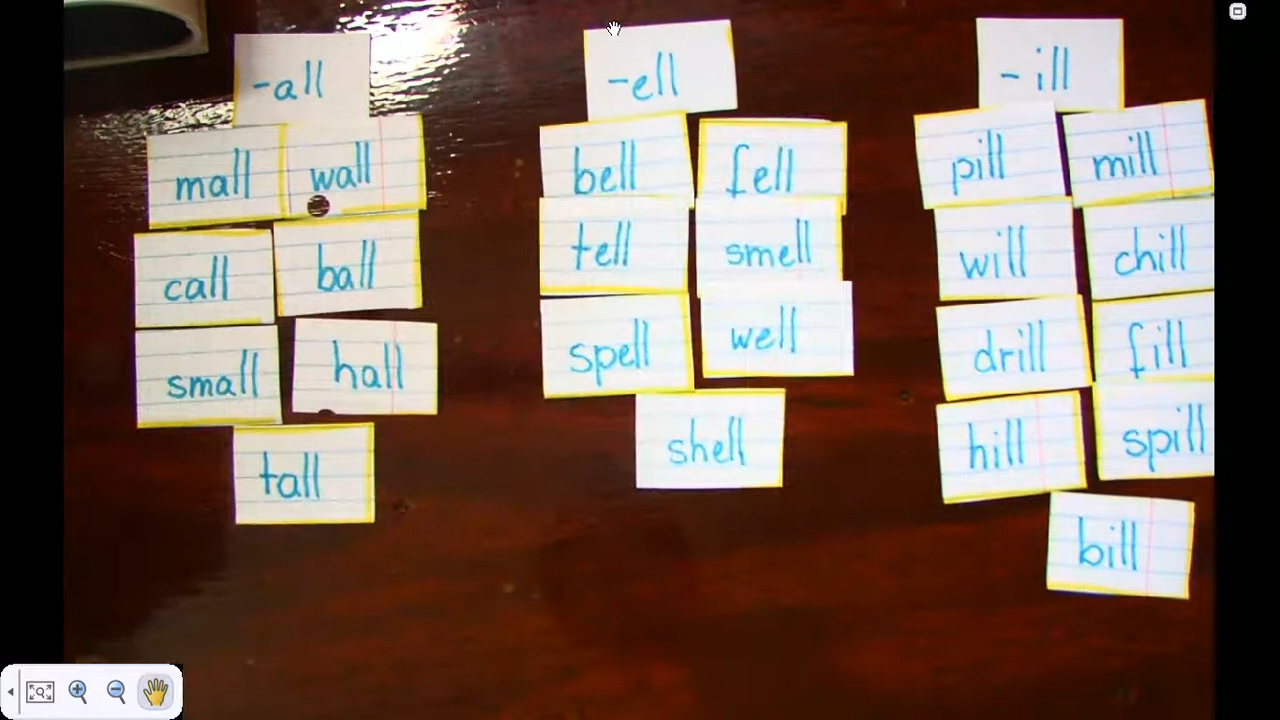 -all
mall wall
call ball
small hall
tall
-ell
bell fell
tell smell
spell well
shell
-ill
pill mill
will chill
drill fill
hill spill
bill